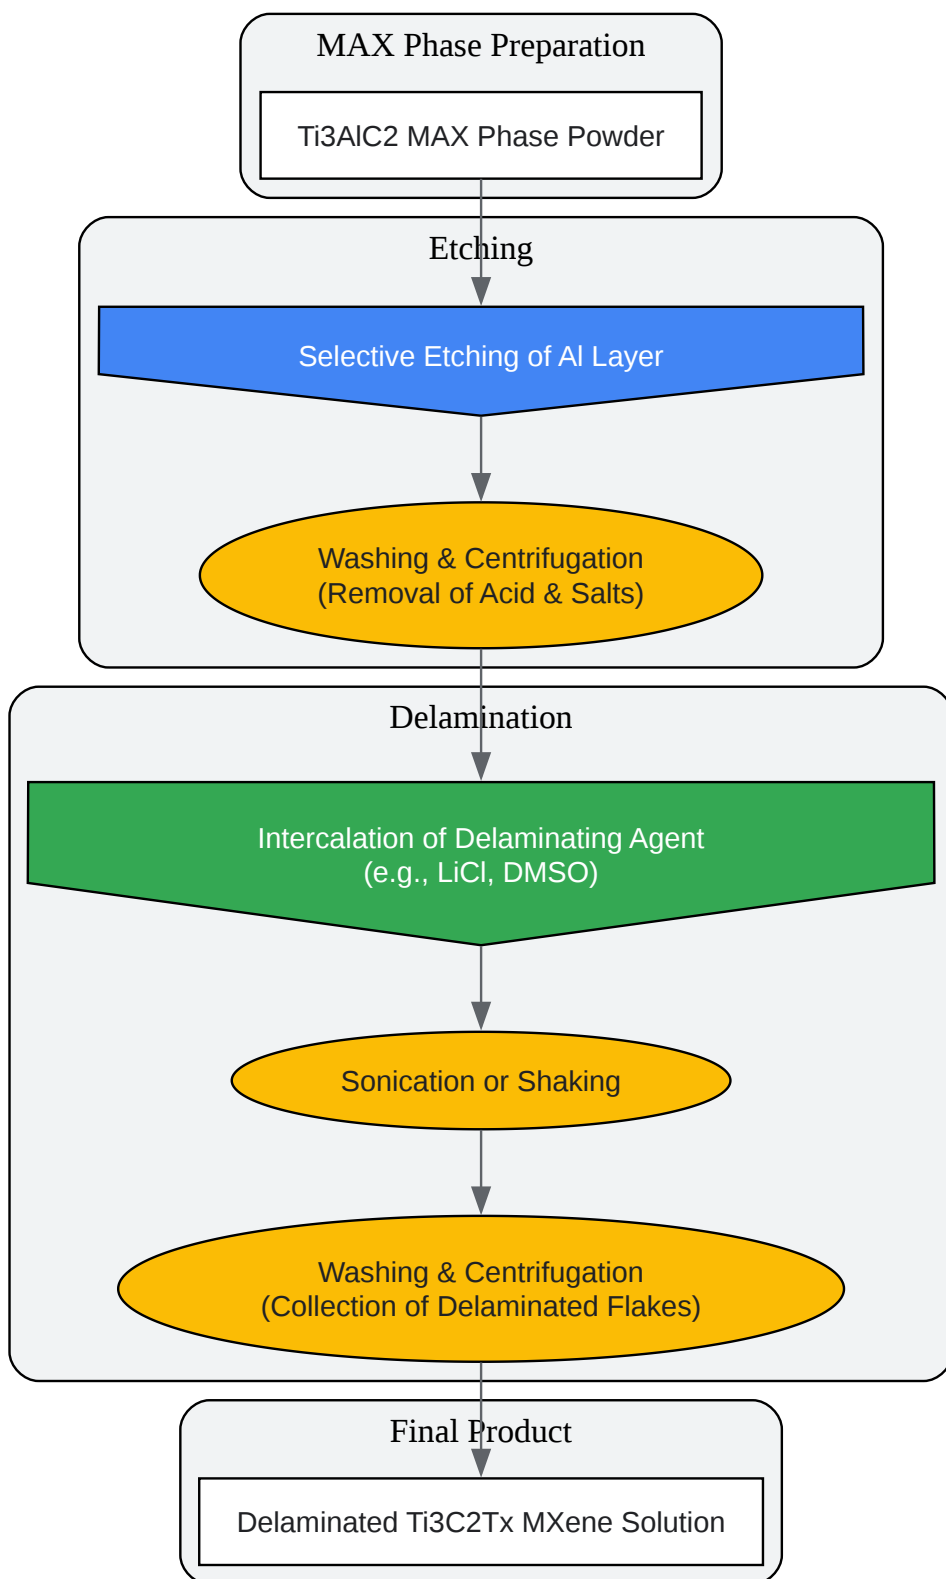 MAX Phase Preparation
Ti3AlC2 MAX Phase Powder
Etching
Selective Etching of Al Layer
Washing & Centrifugation
(Removal of Acid & Salts)
Delamination
Intercalation of Delaminating Agent
(e.g., LiCl, DMSO)
Sonication or Shaking
Washing & Centrifugation
(Collection of Delaminated Flakes)
Final Product
Delaminated Ti3C2Tx MXene Solution